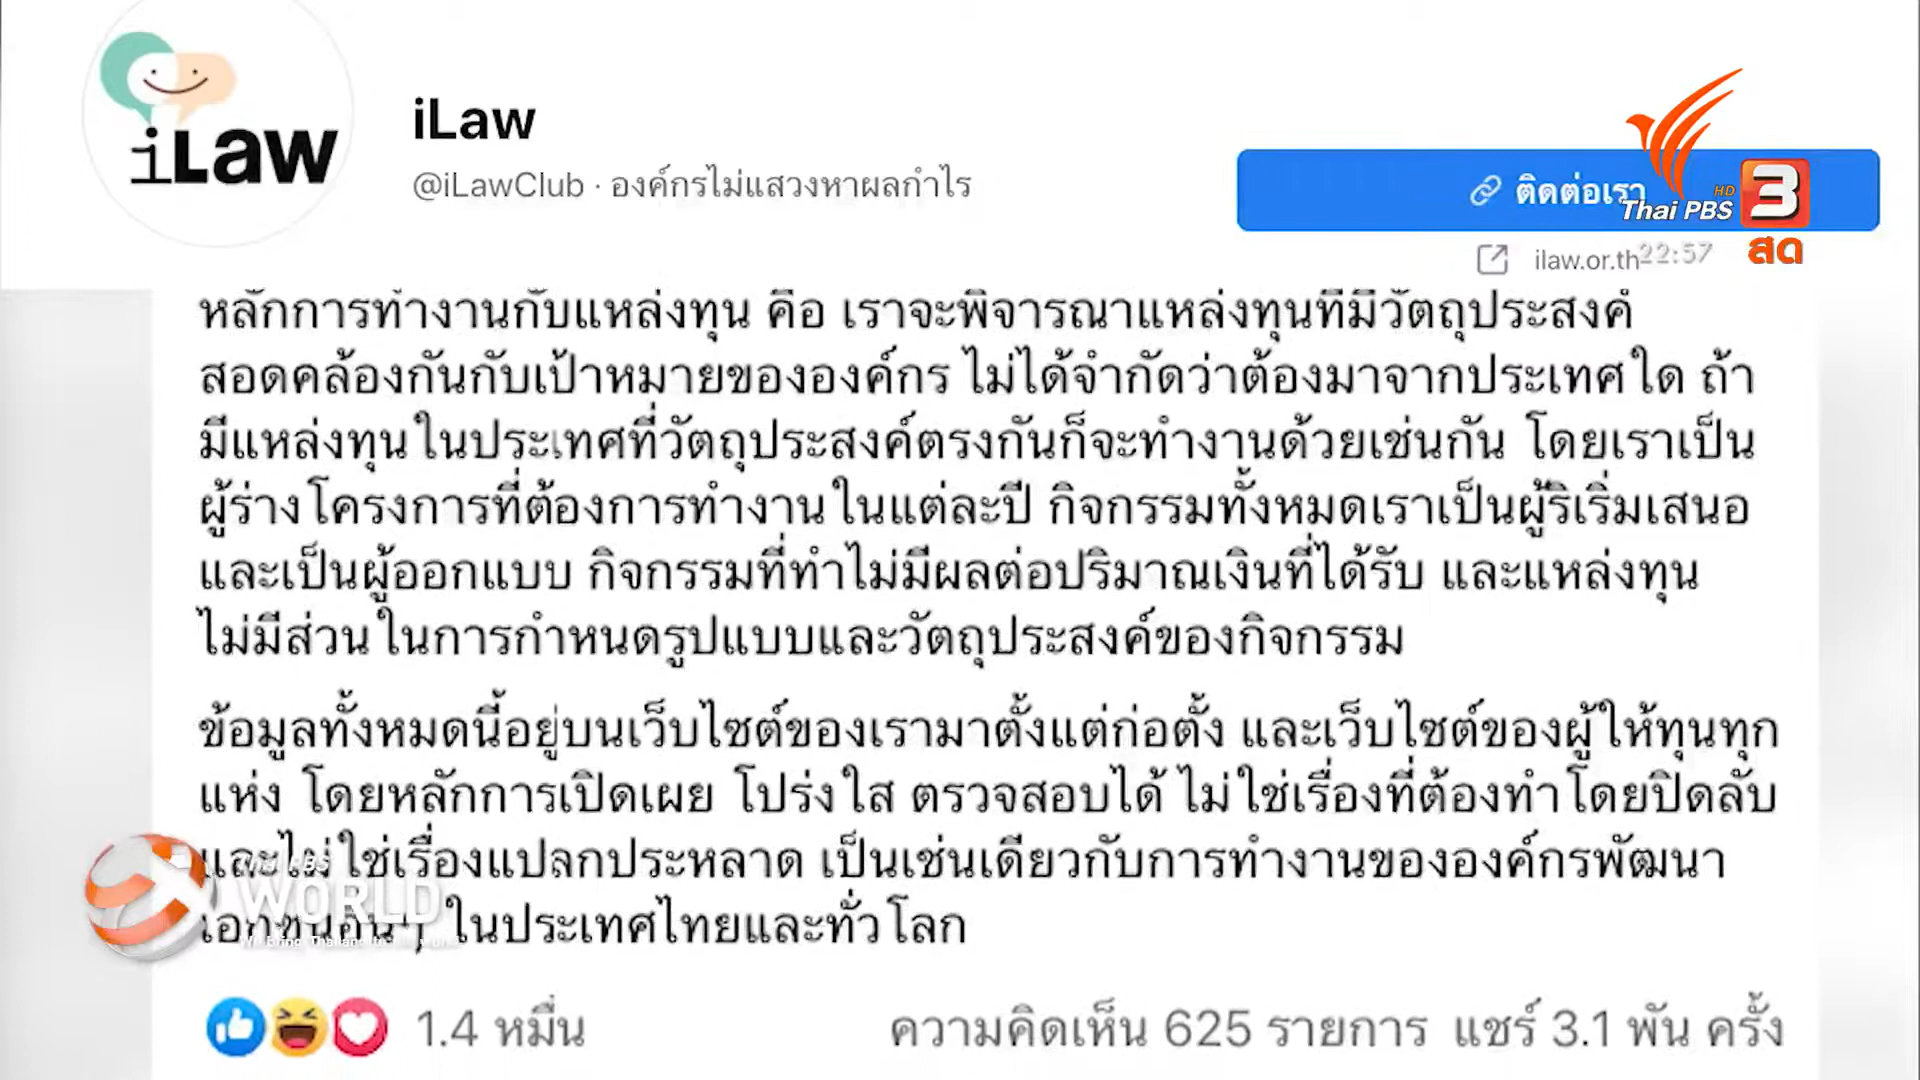 iLaw
iLaw
@iLawClub · องค์กรไม่แสวงหาผลกำไร
ติดต่อเรา
Thai PBS HD 3
สด
ilaw.or.th
22:57
หลักการทำงานกับแหล่งทุน คือ เราจะพิจารณาแหล่งทุนที่มีวัตถุประสงค์
สอดคล้องกันกับเป้าหมายขององค์กร ไม่ได้จำกัดว่าต้องมาจากประเทศใด ถ้า
มีแหล่งทุนในประเทศที่วัตถุประสงค์ตรงกันก็จะทำงานด้วยเช่นกัน โดยเราเป็น
ผู้ร่างโครงการที่ต้องการทำงานในแต่ละปี กิจกรรมทั้งหมดเราเป็นผู้ริเริ่มเสนอ
และเป็นผู้ออกแบบ กิจกรรมที่ทำไม่มีผลต่อปริมาณเงินที่ได้รับ และแหล่งทุน
ไม่มีส่วนในการกำหนดรูปแบบและวัตถุประสงค์ของกิจกรรม
ข้อมูลทั้งหมดนี้อยู่บนเว็บไซต์ของเรามาตั้งแต่ก่อตั้ง และเว็บไซต์ของผู้ให้ทุนทุก
แห่ง โดยหลักการเปิดเผย โปร่งใส ตรวจสอบได้ ไม่ใช่เรื่องที่ต้องทำโดยปิดลับ
และไม่ใช่เรื่องแปลกประหลาด เป็นเช่นเดียวกับการทำงานขององค์กรพัฒนา
เอกชนอื่นๆ ในประเทศไทยและทั่วโลก
Thai PBS
WORLD
1.4 หมื่น
ความคิดเห็น 625 รายการ แชร์ 3.1 พัน ครั้ง